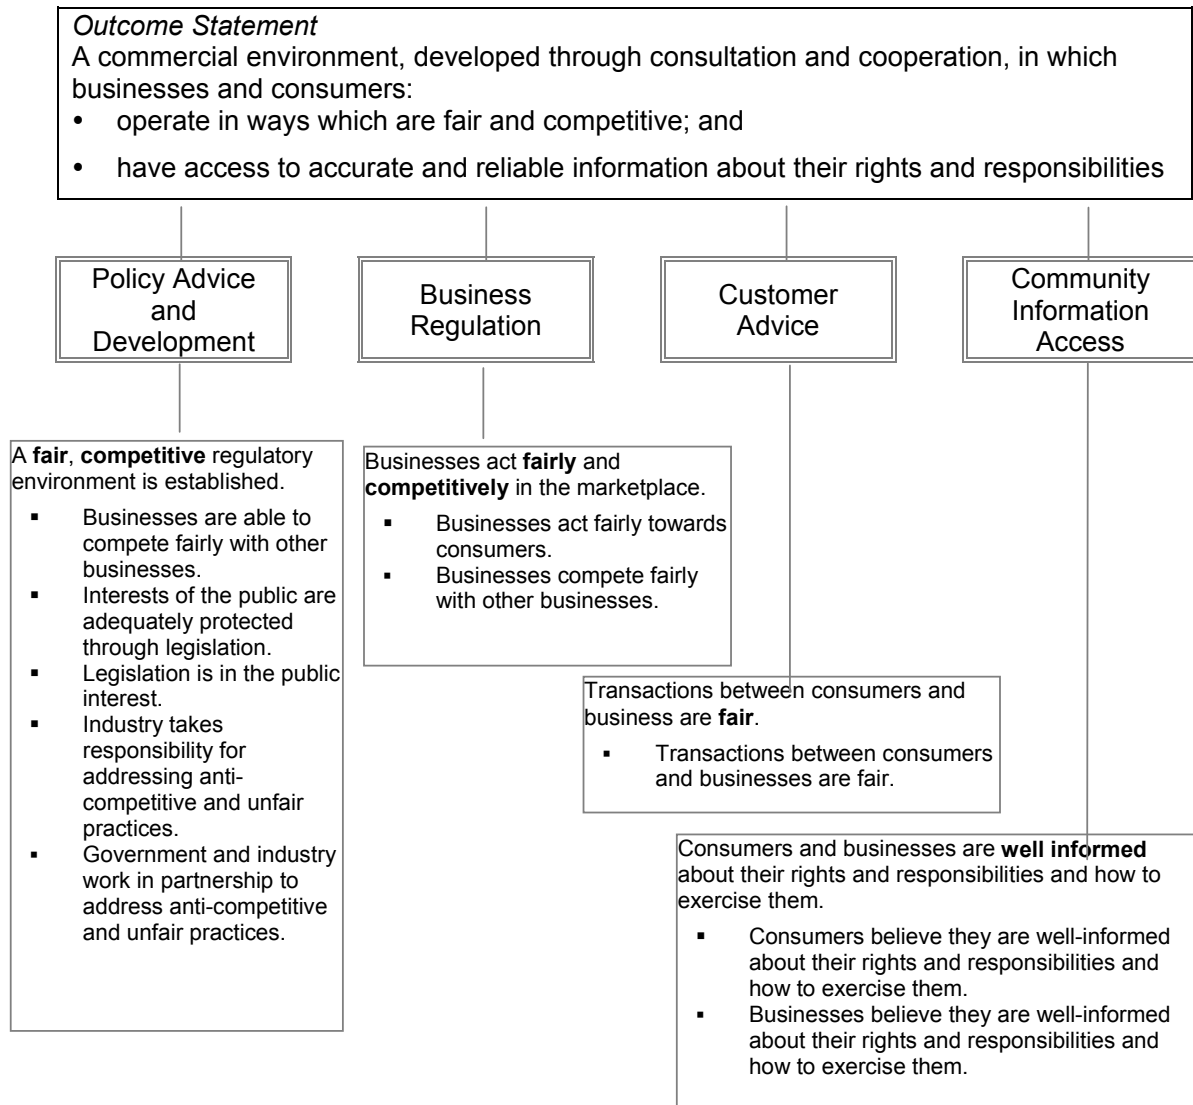 Outcome Statement
A commercial environment, developed through consultation and cooperation, in which
businesses and consumers:
• operate in ways which are fair and competitive; and
• have access to accurate and reliable information about their rights and responsibilities
Policy Advice
and
Development
Business
Regulation
Customer
Advice
Community
Information
Access
A fair, competitive regulatory
environment is established.
▪ Businesses are able to
compete fairly with other
businesses.
▪ Interests of the public are
adequately protected
through legislation.
▪ Legislation is in the public
interest.
▪ Industry takes
responsibility for
addressing anti-
competitive and unfair
practices.
▪ Government and industry
work in partnership to
address anti-competitive
and unfair practices.
Businesses act fairly and
competitively in the marketplace.
▪ Businesses act fairly towards
consumers.
▪ Businesses compete fairly
with other businesses.
Transactions between consumers and
business are fair.
▪ Transactions between consumers
and businesses are fair.
Consumers and businesses are well informed
about their rights and responsibilities and how to
exercise them.
▪ Consumers believe they are well-informed
about their rights and responsibilities and
how to exercise them.
▪ Businesses believe they are well-informed
about their rights and responsibilities and
how to exercise them.